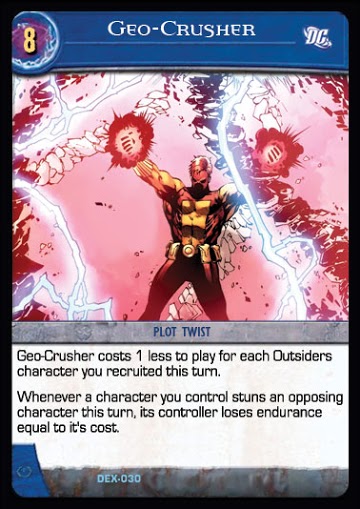 8
Geo-Crusher
DC
PLOT TWIST
Geo-Crusher costs 1 less to play for each Outsiders
character you recruited this turn.
Whenever a character you control stuns an opposing
character this turn, its controller loses endurance
equal to it's cost.
DEX-030